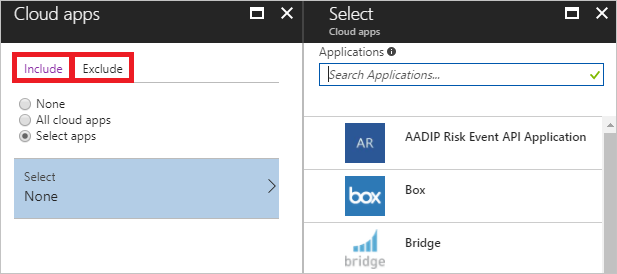 Cloud apps
Include Exclude
None
All cloud apps
Select apps
Select
None
Select
Cloud apps
Applications
Search Applications...
AR AADIP Risk Event API Application
box Box
bridge Bridge